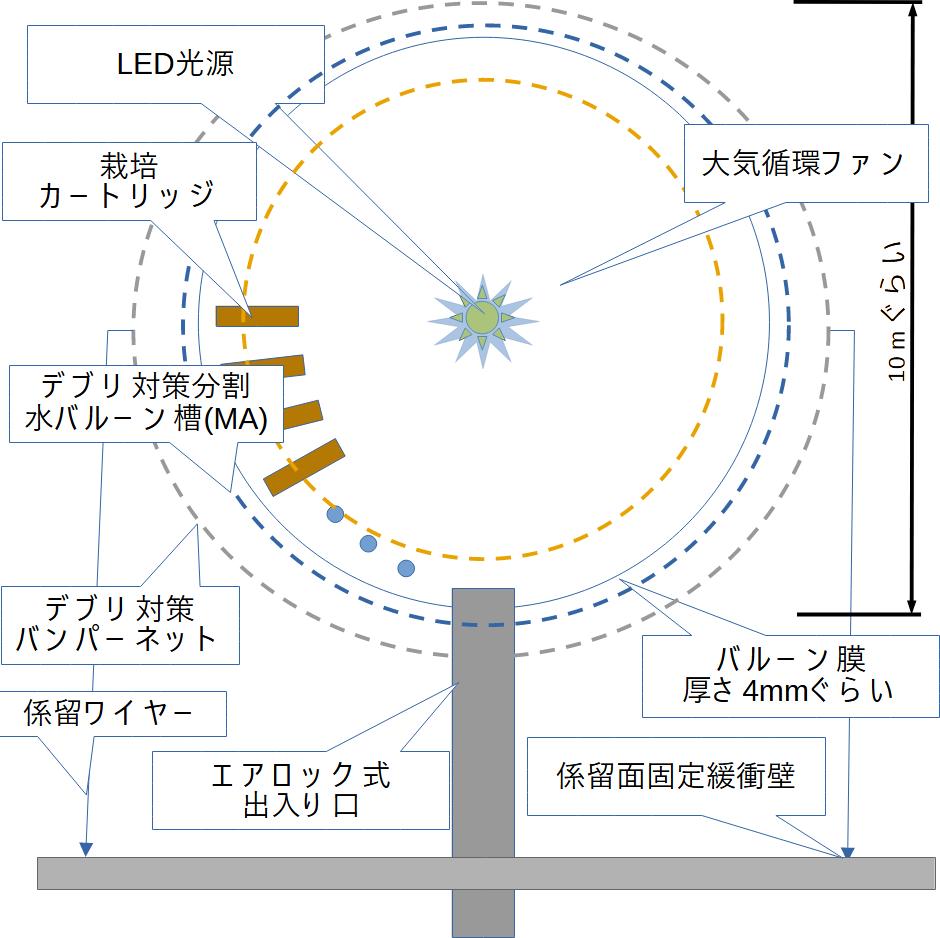 LED光源
栽培
カートリッジ
大気循環ファン
10mぐらい
デブリ対策分割
水バルーン槽(MA)
デブリ対策
バンパーネット
バルーン膜
厚さ4mmぐらい
係留ワイヤー
エアロック式
出入り口
係留面固定緩衝壁